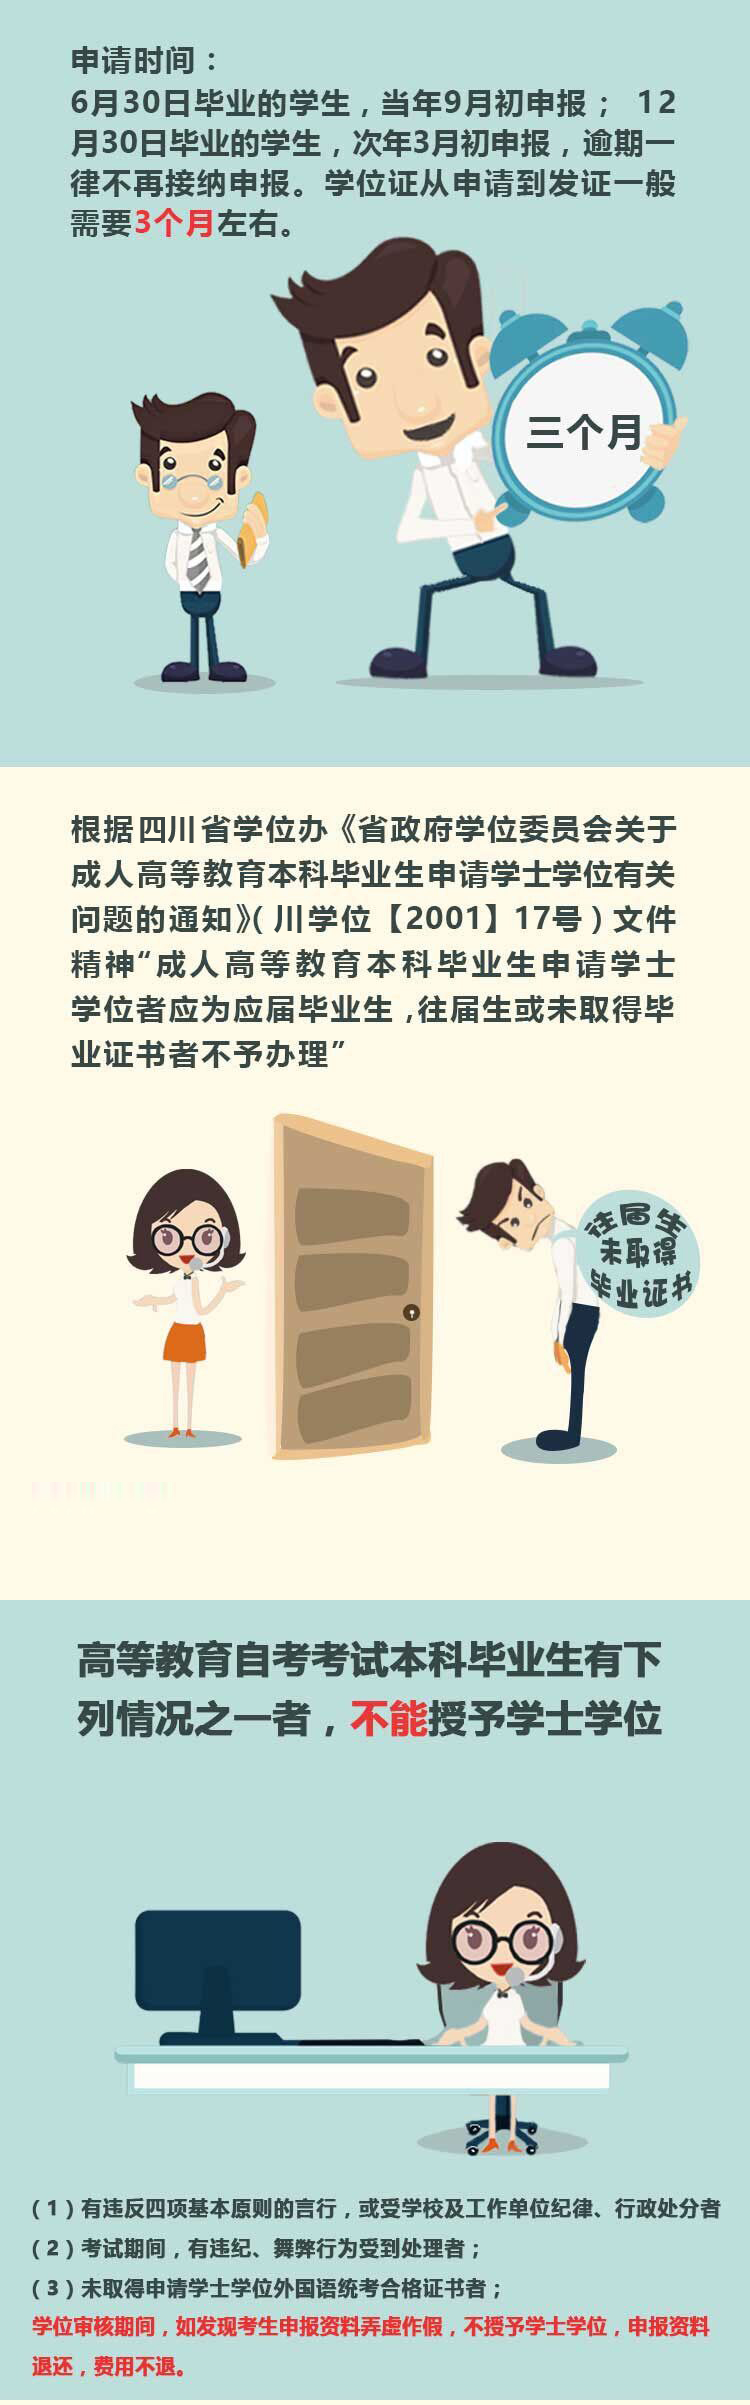 申请时间：
6月30日毕业的学生，当年9月初申报； 12
月30日毕业的学生，次年3月初申报，逾期一
律不再接纳申报。学位证从申请到发证一般
需要3个月左右。
三个月
根据四川省学位办《省政府学位委员会关于
成人高等教育本科毕业生申请学士学位有关
问题的通知》（川学位【2001】17号）文件
精神“成人高等教育本科毕业生申请学士
学位者应为应届毕业生，往届生或未取得毕
业证书者不予办理”
往届生
未取得
毕业证书
高等教育自考考试本科毕业生有下
列情况之一者，不能授予学士学位
（1）有违反四项基本原则的言行，或受学校及工作单位纪律、行政处分者
（2）考试期间，有违纪、舞弊行为受到处理者；
（3）未取得申请学士学位外国语统考合格证书者；
学位审核期间，如发现考生申报资料弄虚作假，不授予学士学位，申报资料
退还，费用不退。